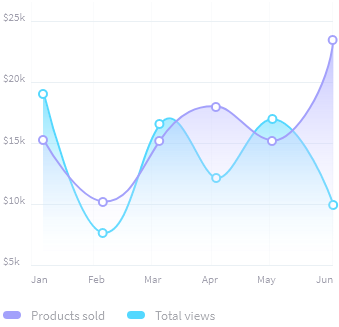 $25k
$20k
$15k
$10k
$5k
Jan Feb Mar Apr May Jun
Products sold Total views